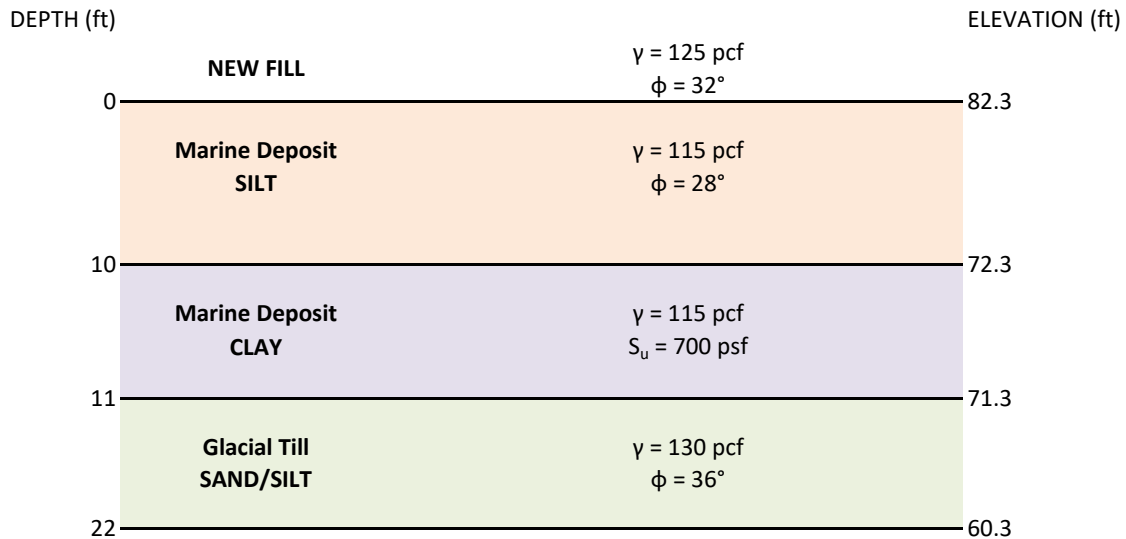 DEPTH (ft)
ELEVATION (ft)
NEW FILL
γ = 125 pcf
ϕ = 32°
0
82.3
Marine Deposit
SILT
γ = 115 pcf
ϕ = 28°
10
72.3
Marine Deposit
CLAY
γ = 115 pcf
Su = 700 psf
11
71.3
Glacial Till
SAND/SILT
γ = 130 pcf
ϕ = 36°
22
60.3